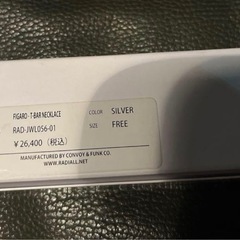 FIGARO - T-BAR NECKLACE
COLOR SILVER
RAD-JWL056-01
SIZE FREE
¥26,400 (税込)
MANUFACTURED BY CONVOY & FUNK CO.
WWW.RADIALL.NET